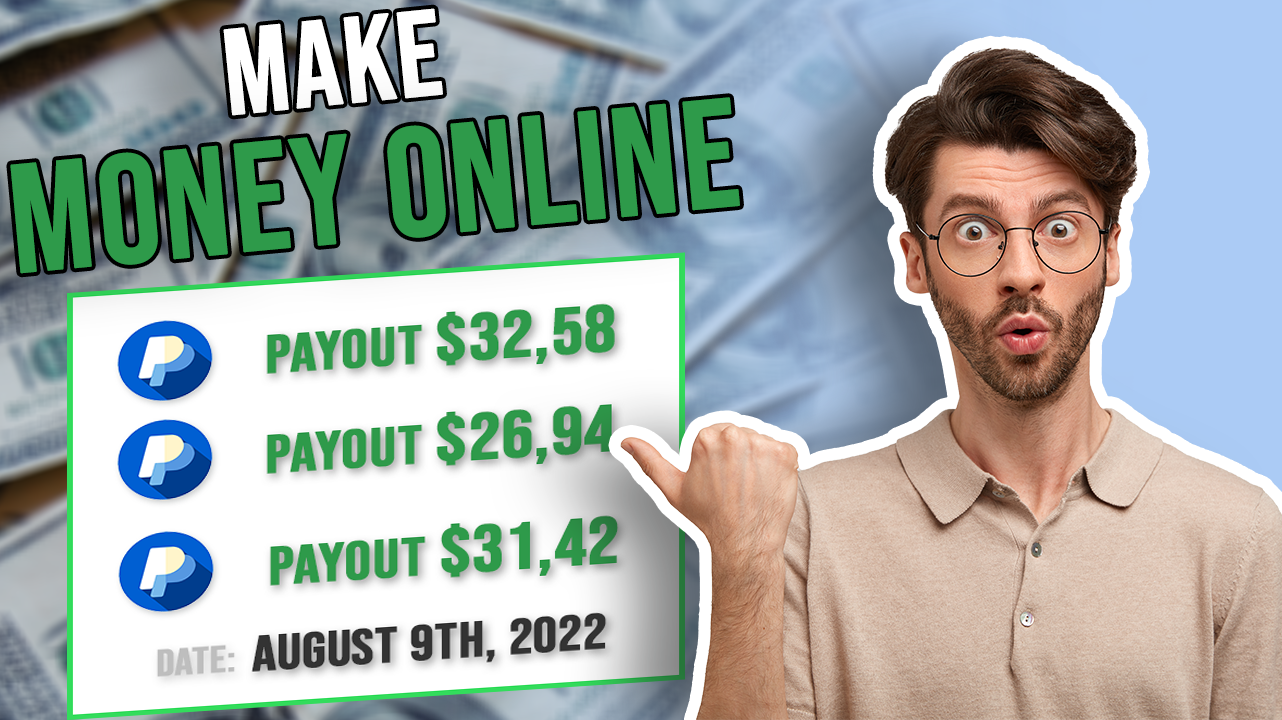 MAKE
MONEY ONLINE
PAYOUT $32,58
PAYOUT $26,94
PAYOUT $31,42
DATE: AUGUST 9TH, 2022